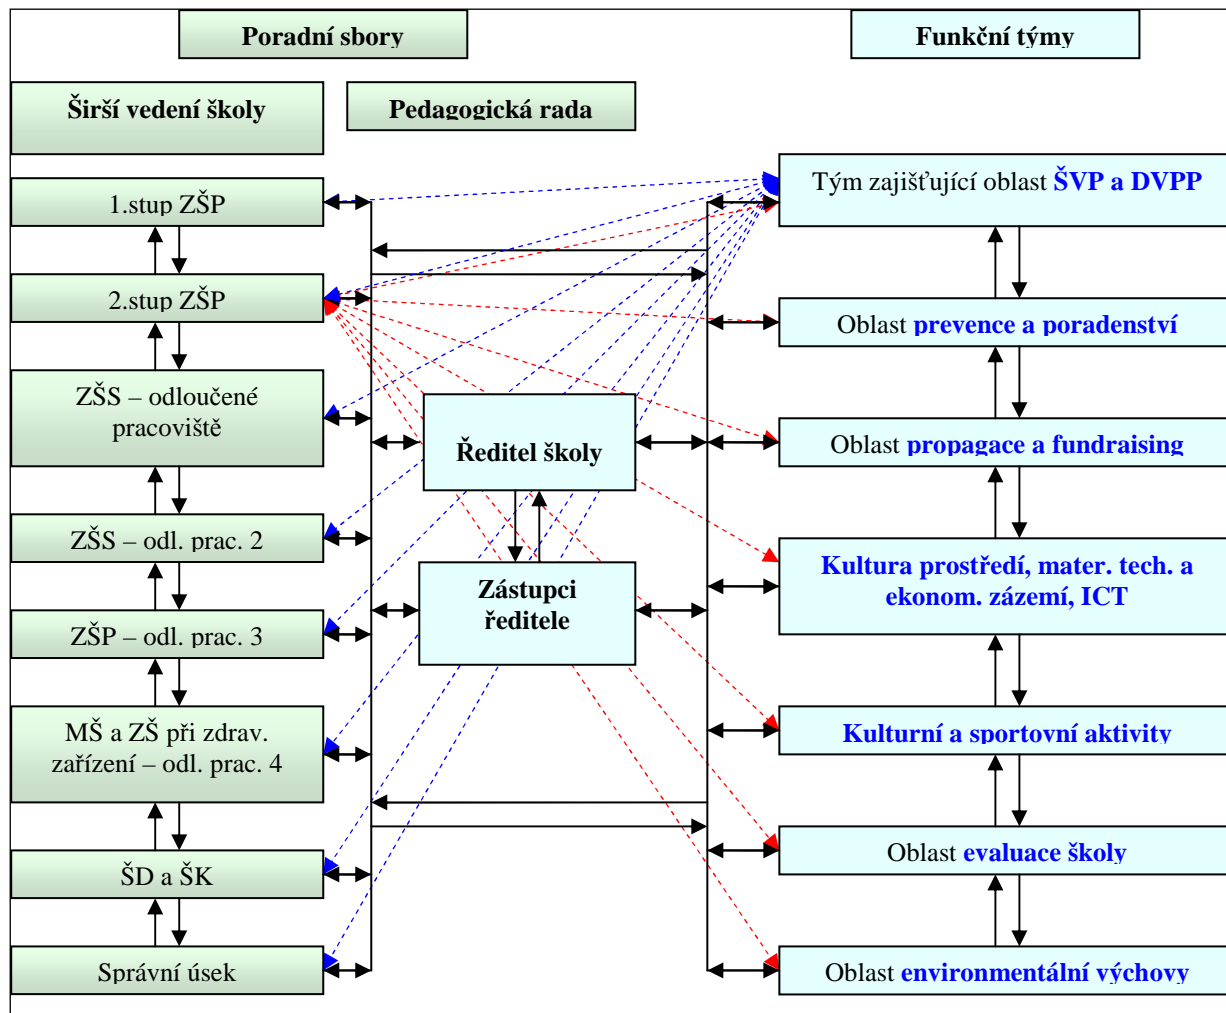 Poradní sbory
Funkční týmy
Širší vedení školy
Pedagogická rada
1.stup ZŠP
2.stup ZŠP
ZŠS – odloučené
pracoviště
ZŠS – odl. prac. 2
ZŠP – odl. prac. 3
MŠ a ZŠ při zdrav.
zařízení – odl. prac. 4
ŠD a ŠK
Správní úsek
Ředitel školy
Zástupci
ředitele
Tým zajišťující oblast ŠVP a DVPP
Oblast prevence a poradenství
Oblast propagace a fundraising
Kultura prostředí, mater. tech. a
ekonom. zázemí, ICT
Kulturní a sportovní aktivity
Oblast evaluace školy
Oblast environmentální výchovy